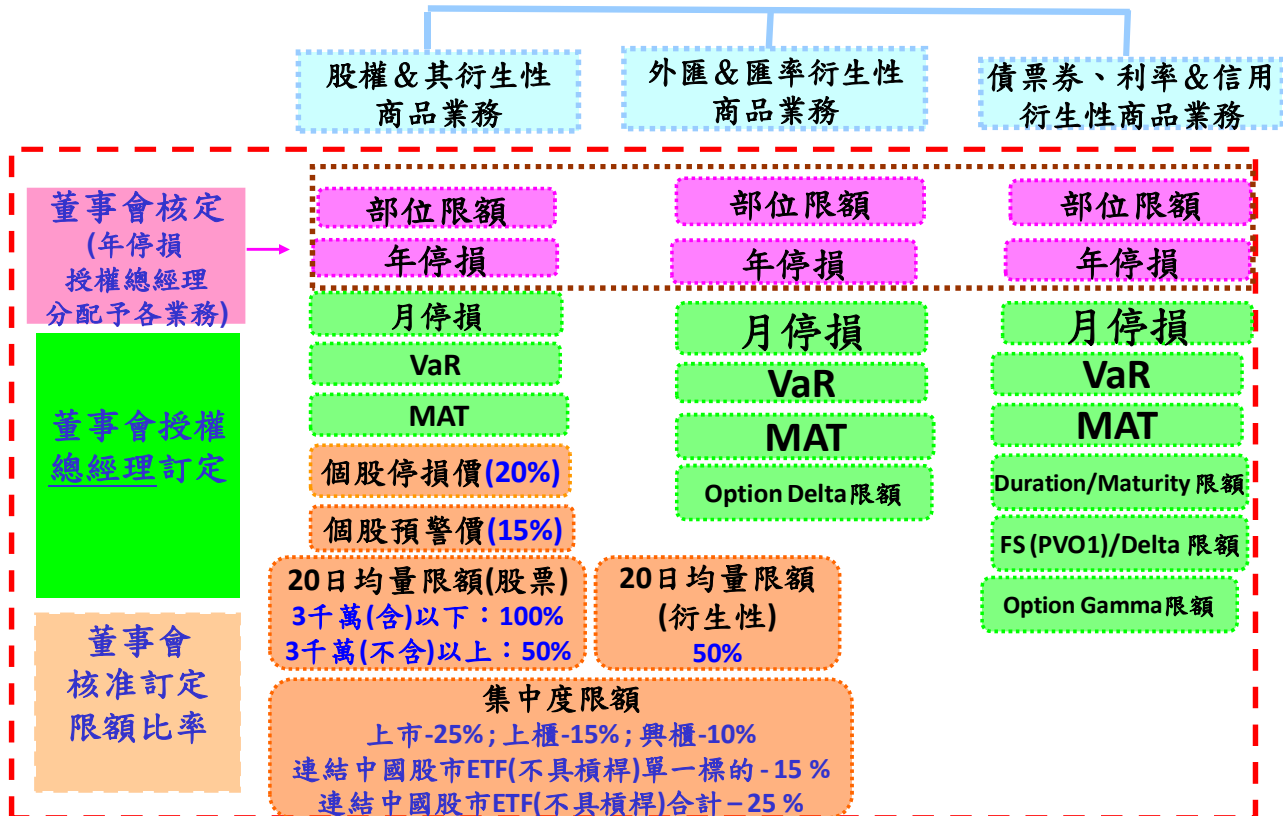 股權＆其衍生性
商品業務
外匯＆匯率衍生性
商品業務
債票券、利率＆信用
衍生性商品業務
董事會核定
(年停損
授權總經理
分配予各業務)
部位限額
年停損
部位限額
年停損
部位限額
年停損
董事會授權
總經理訂定
月停損
VaR
MAT
個股停損價(20%)
個股預警價(15%)
月停損
VaR
MAT
Option Delta限額
月停損
VaR
MAT
Duration/Maturity 限額
FS (PVO1)/Delta 限額
Option Gamma限額
董事會
核准訂定
限額比率
20日均量限額(股票)
3千萬(含)以下：100%
3千萬(不含)以上：50%
20日均量限額
(衍生性)
50%
集中度限額
上市-25% ; 上櫃-15% ; 興櫃-10%
連結中國股市ETF(不具槓桿)單一標的 - 15 %
連結中國股市ETF(不具槓桿)合計 – 25 %